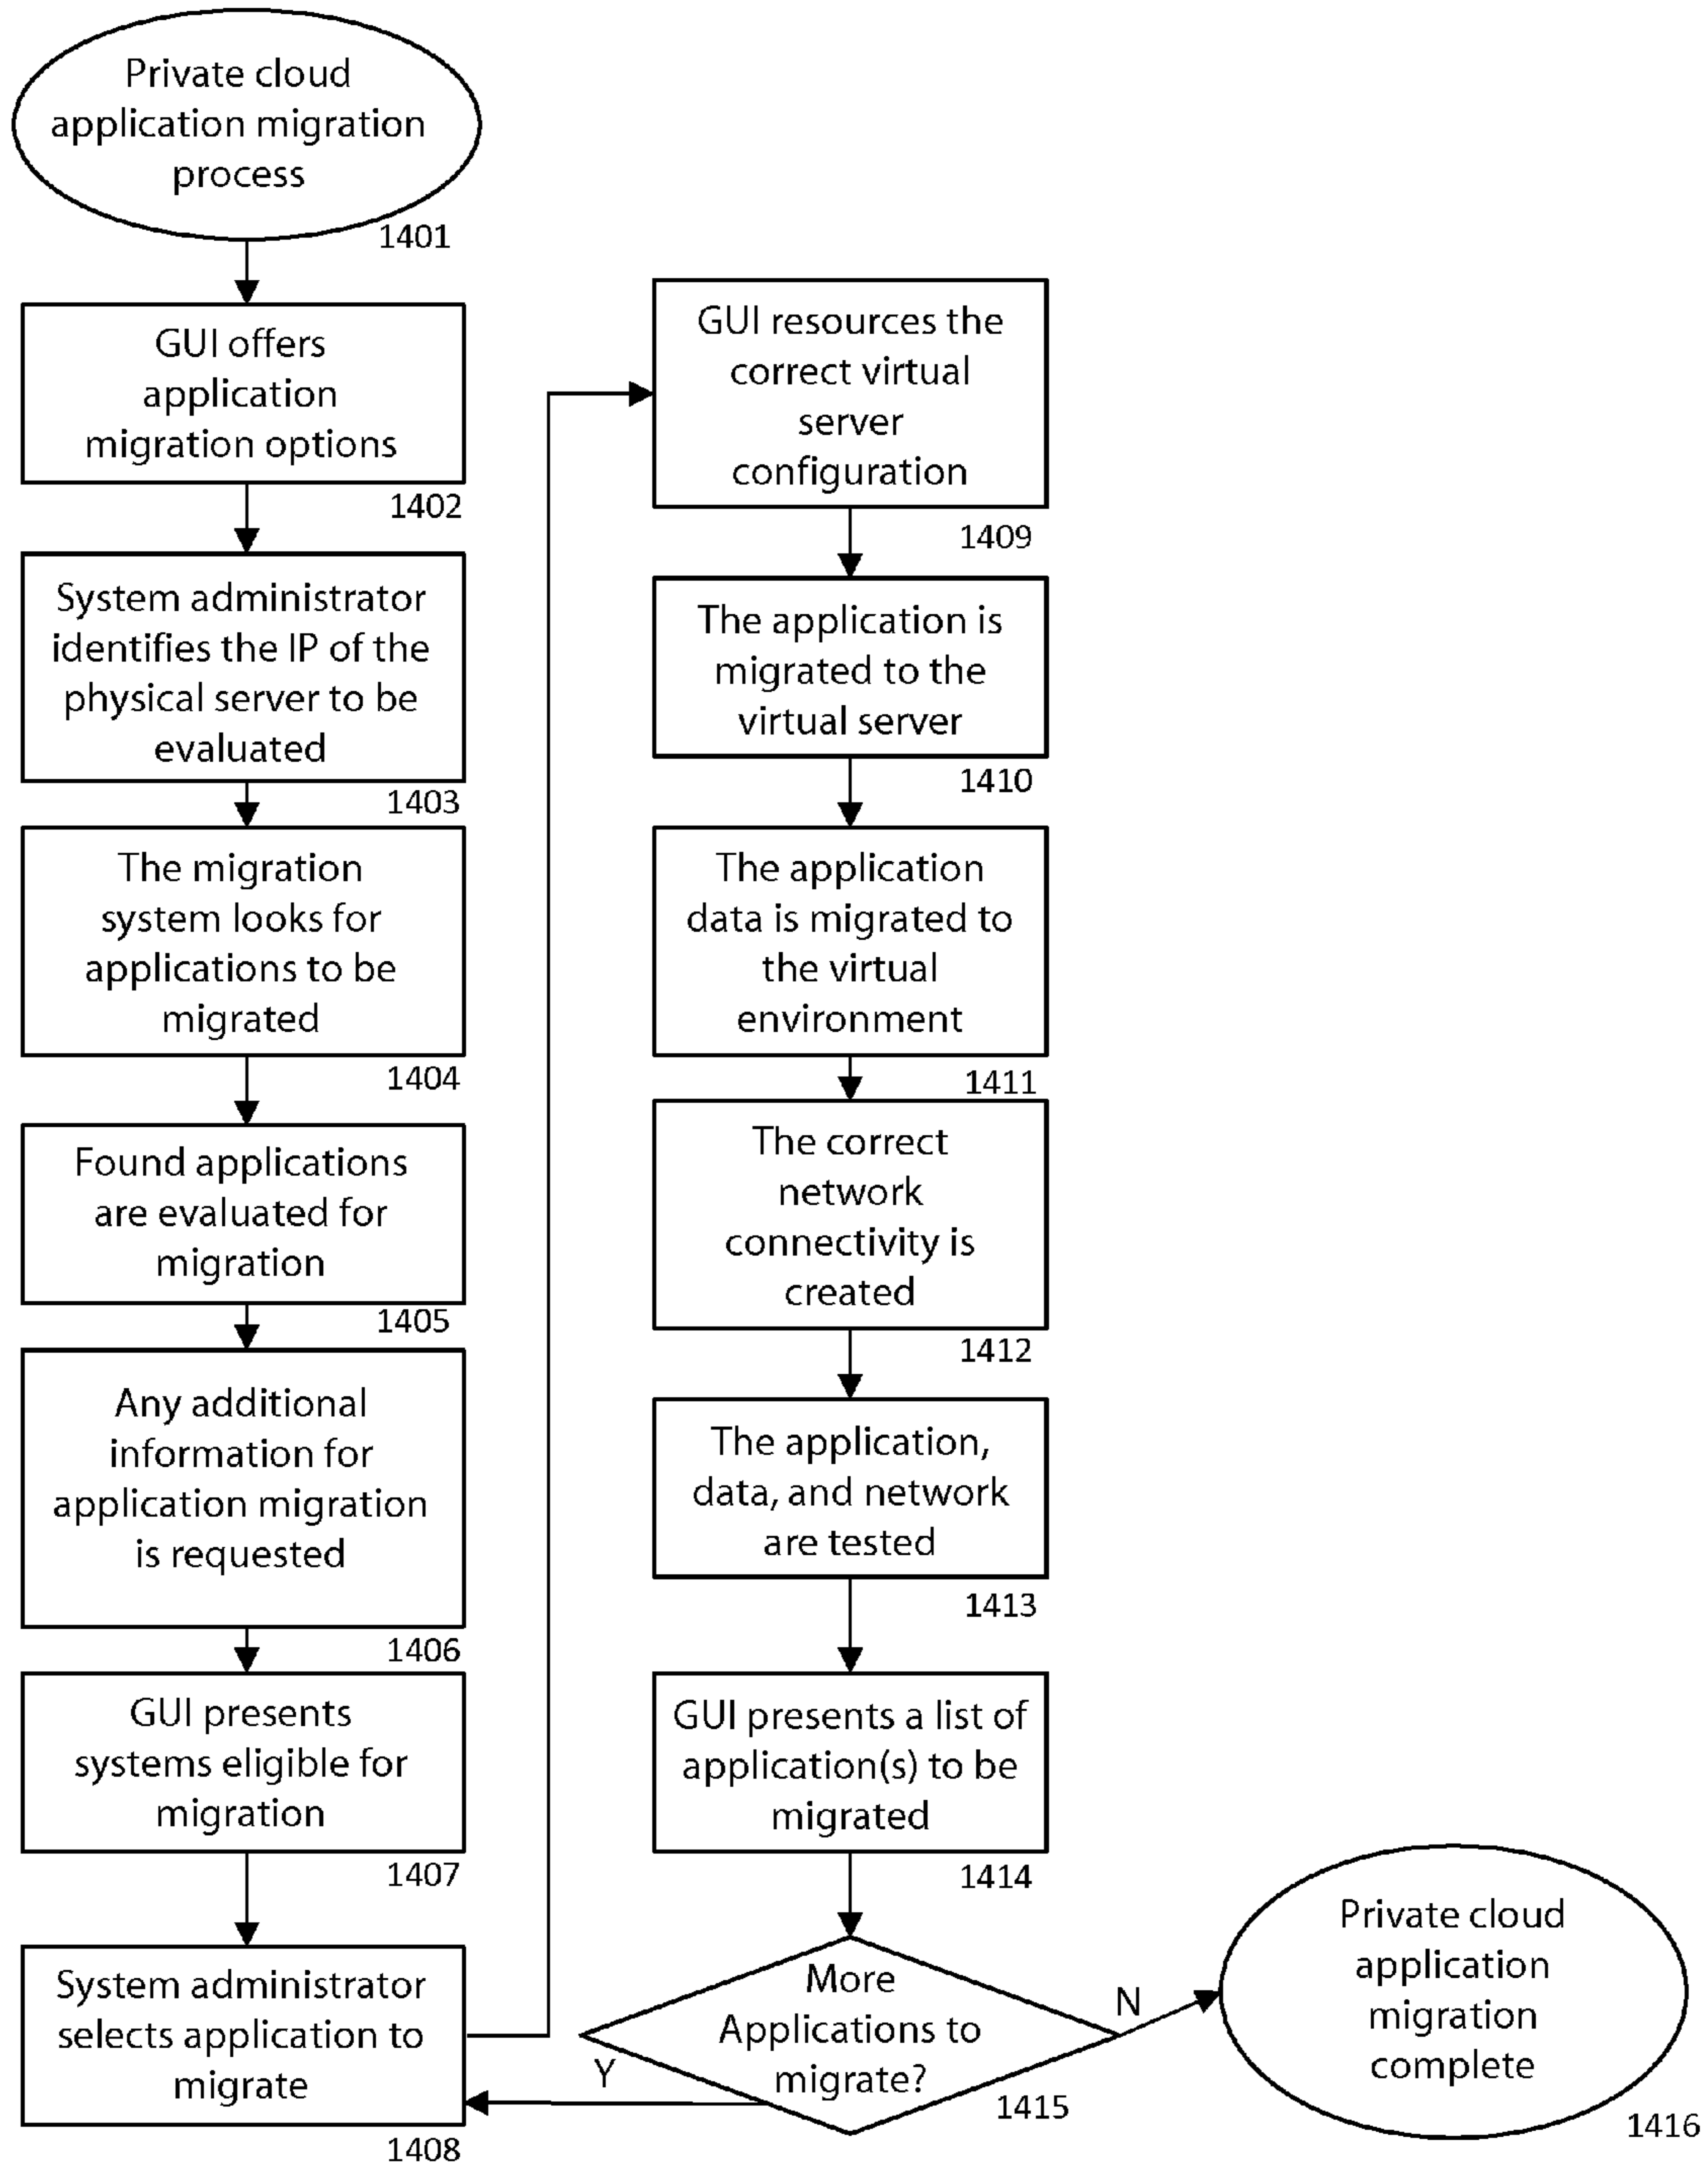 Private cloud
application migration
process
1401
GUI offers
application
migration options
1402
System administrator
identifies the IP of the
physical server to be
evaluated
1403
The migration
system looks for
applications to be
migrated
1404
Found applications
are evaluated for
migration
1405
Any additional
information for
application migration
is requested
1406
GUI presents
systems eligible for
migration
1407
System administrator
selects application to
migrate
1408
GUI resources the
correct virtual
server
configuration
1409
The application is
migrated to the
virtual server
1410
The application
data is migrated to
the virtual
environment
1411
The correct
network
connectivity is
created
1412
The application,
data, and network
are tested
1413
GUI presents a list of
application(s) to be
migrated
1414
More
Applications to
migrate?
1415
Y
N
Private cloud
application
migration
complete
1416